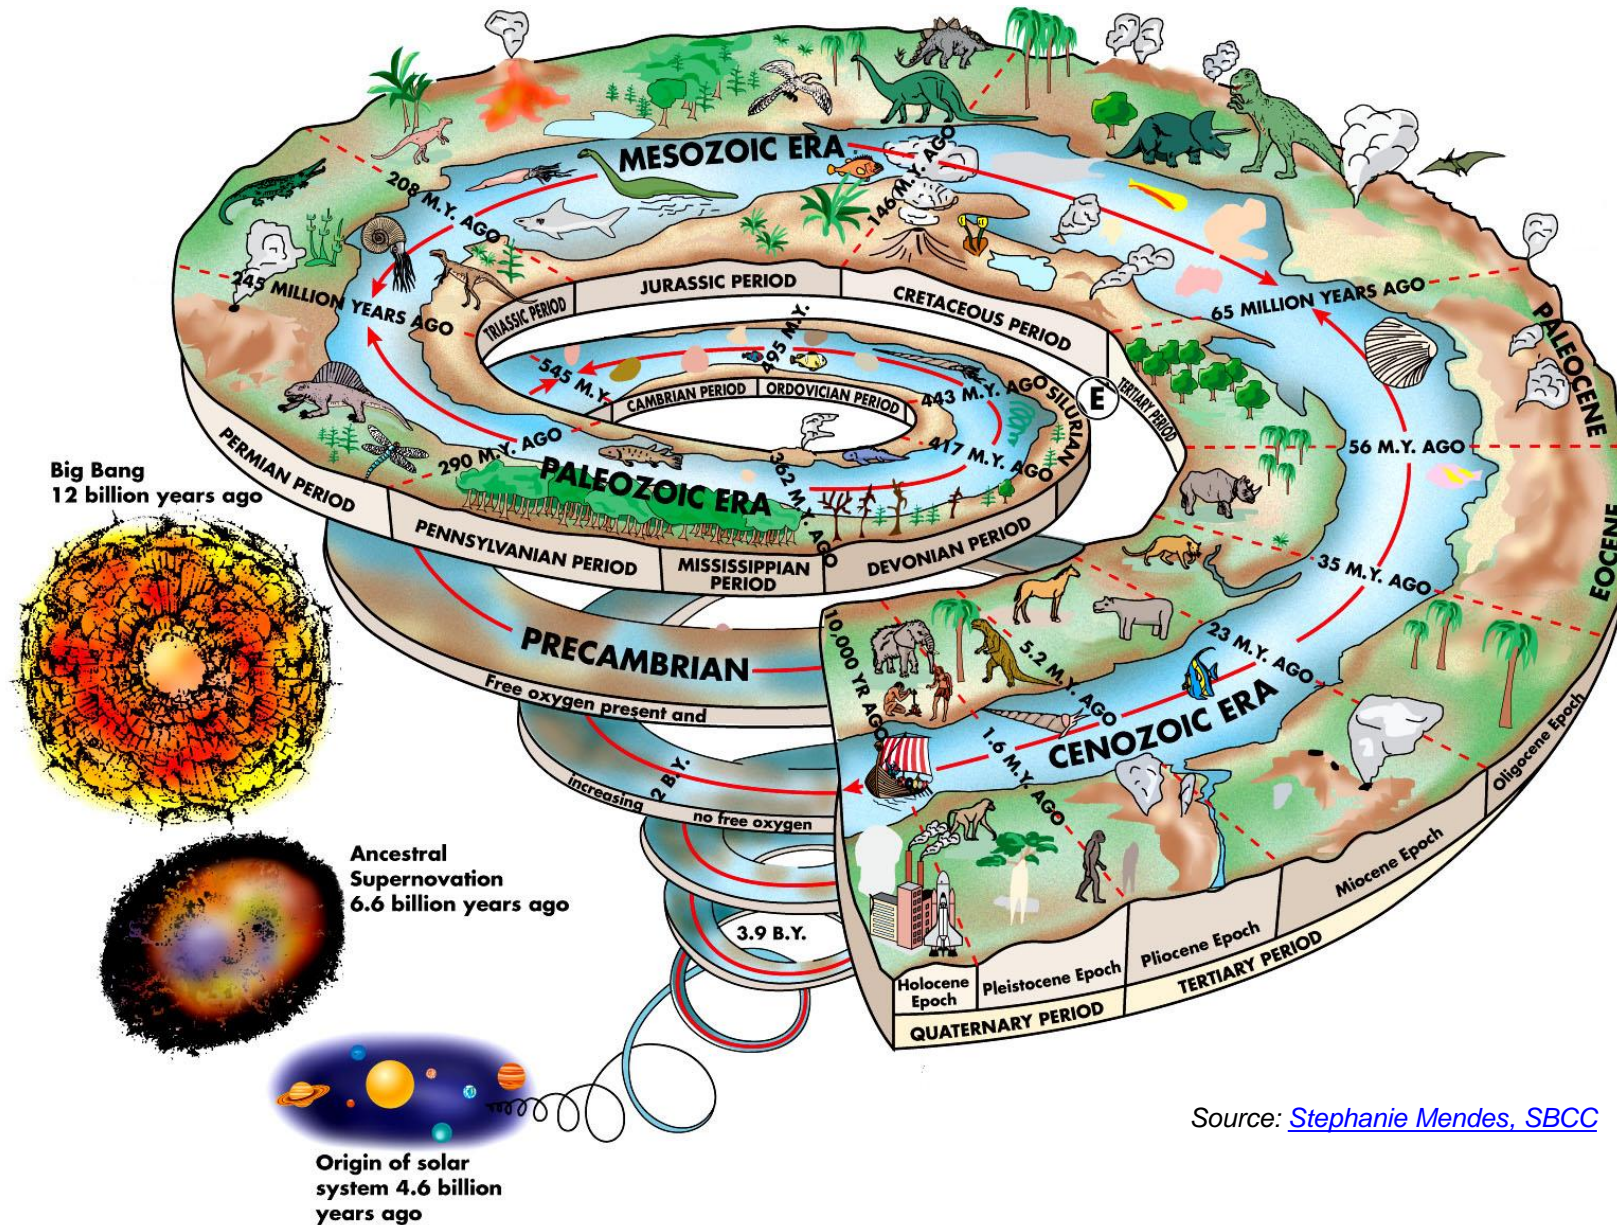 MESOZOIC ERA
208 M.Y. AGO
146 M.Y. AGO
245 MILLION YEARS AGO
65 MILLION YEARS AGO
TRIASSIC PERIOD
JURASSIC PERIOD
CRETACEOUS PERIOD
TERTIARY PERIOD
E
PALEOCENE
EOCENE
545 M.Y.
495 M.Y.
CAMBRIAN PERIOD
ORDOVICIAN PERIOD
443 M.Y. AGO
SILURIAN
417 M.Y. AGO
56 M.Y. AGO
290 M.Y. AGO
362 M.Y. AGO
PALEOZOIC ERA
PERMIAN PERIOD
PENNSYLVANIAN PERIOD
MISSISSIPPIAN
PERIOD
DEVONIAN PERIOD
35 M.Y. AGO
Big Bang
12 billion years ago
PRECAMBRIAN
10,000 YR AGO
5.2 M.Y. AGO
23 M.Y. AGO
1.6 M.Y. AGO
CENOZOIC ERA
Free oxygen present and
increasing
2 B.Y.
no free oxygen
3.9 B.Y.
Ancestral
Supernovation
6.6 billion years ago
Holocene
Epoch
Pleistocene Epoch
Pliocene Epoch
Miocene Epoch
Oligocene Epoch
QUATERNARY PERIOD
TERTIARY PERIOD
Origin of solar
system 4.6 billion
years ago
Source: Stephanie Mendes, SBCC